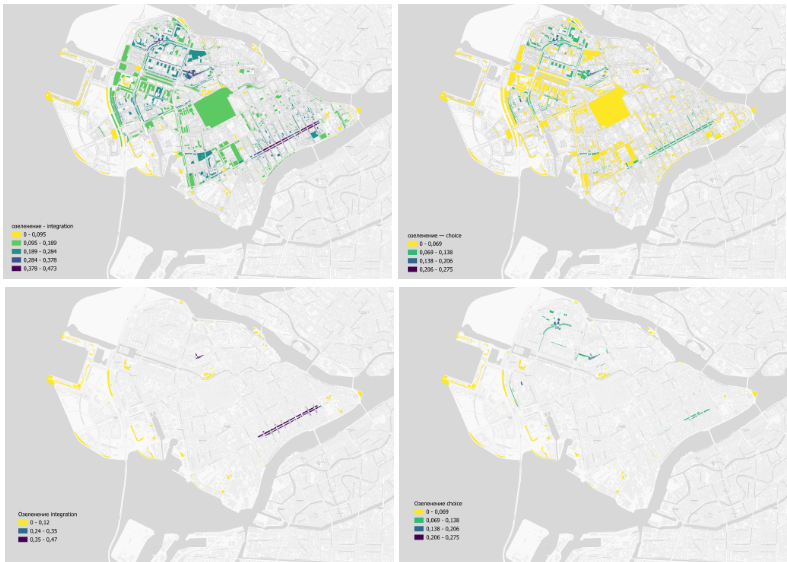 озеленение - integration
0 - 0,095
0,095 - 0,189
0,189 - 0,284
0,284 - 0,378
0,378 - 0,473
озеленение — choice
0 - 0,069
0,069 - 0,138
0,138 - 0,206
0,206 - 0,275
Озеленение integration
0 - 0,12
0,24 - 0,35
0,35 - 0,47
Озеленение choice
0 - 0,069
0,069 - 0,138
0,138 - 0,206
0,206 - 0,275